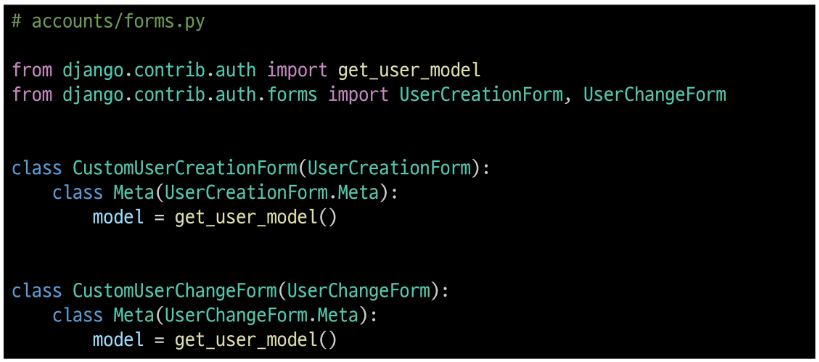 # accounts/forms.py
from django.contrib.auth import get_user_model
from django.contrib.auth.forms import UserCreationForm, UserChangeForm
class CustomUserCreationForm(UserCreationForm):
    class Meta(UserCreationForm.Meta):
        model = get_user_model()
class CustomUserChangeForm(UserChangeForm):
    class Meta(UserChangeForm.Meta):
        model = get_user_model()